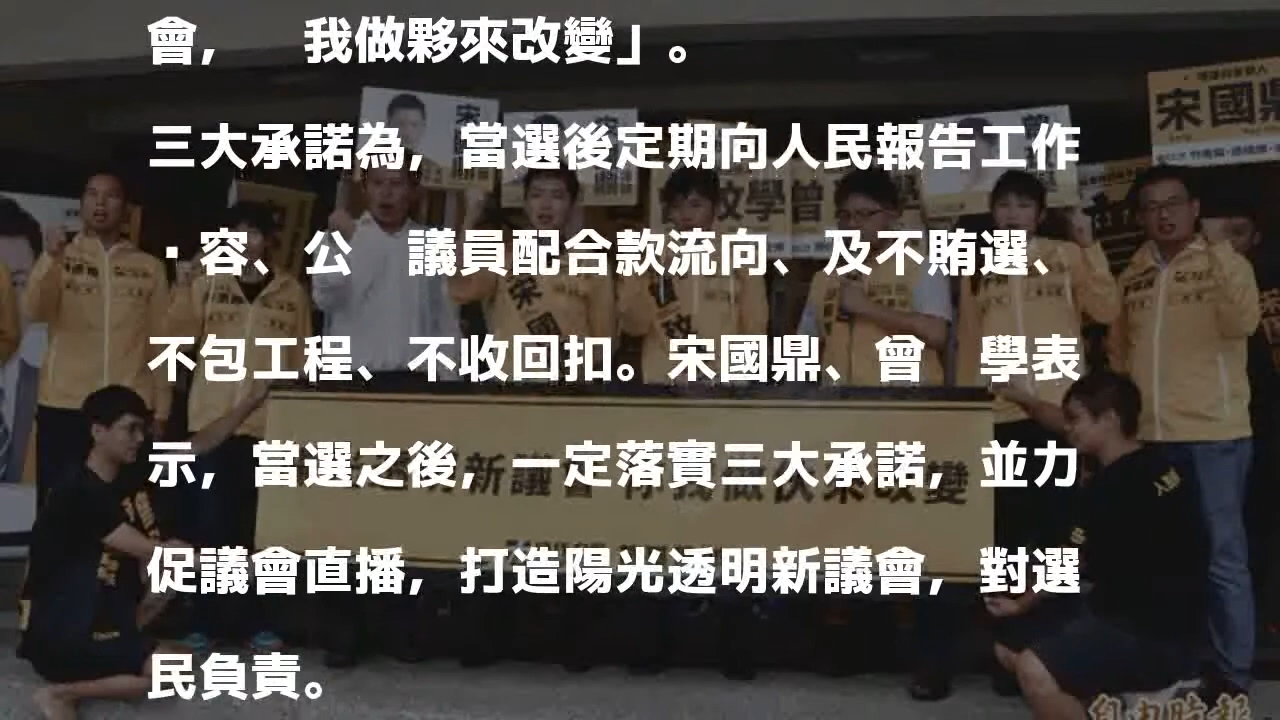 會,　我做夥來改變」。
三大承諾為,當選後定期向人民報告工作
·容、公　議員配合款流向、及不賄選、
不包工程、不收回扣。宋國鼎、曾　學表
示,當選之後,一定落實三大承諾,並力
促議會直播,打造陽光透明新議會,對選
民負責。
宋國鼎
自由時報